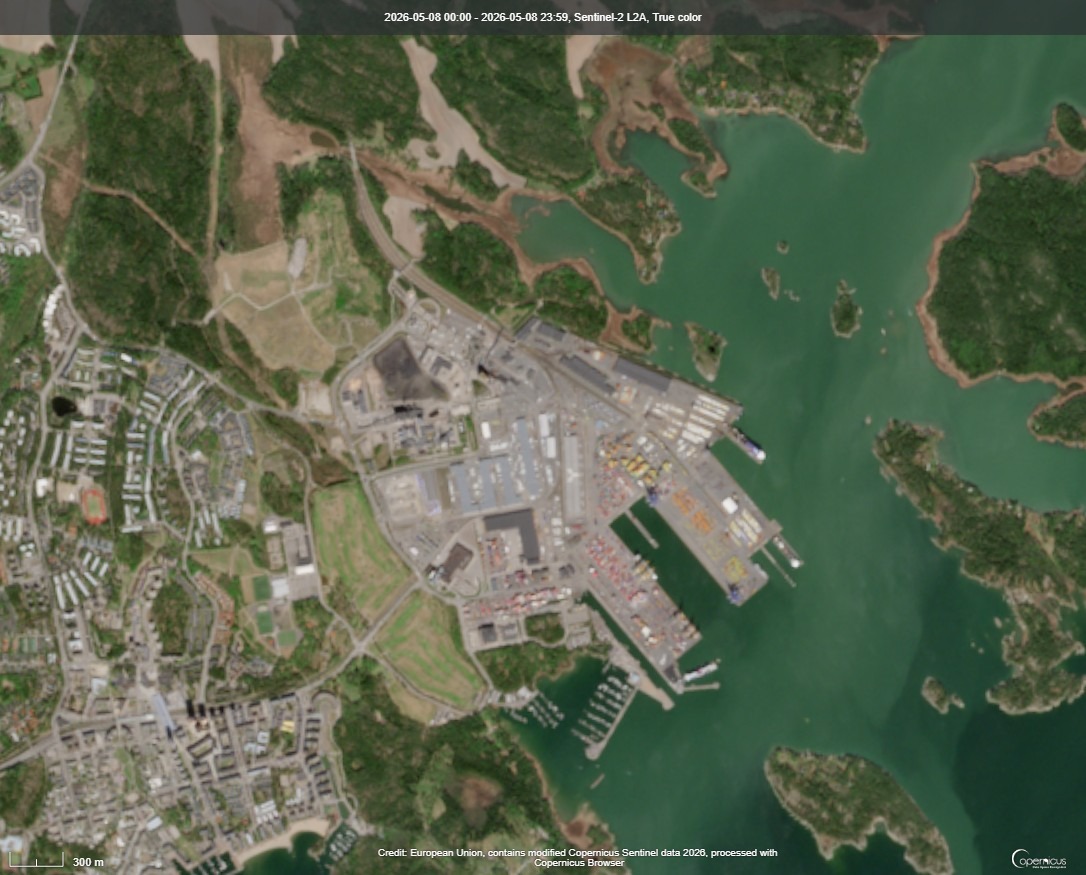 2026-05-08 00:00 - 2026-05-08 23:59, Sentinel-2 L2A, True color
300 m
Credit: European Union, contains modified Copernicus Sentinel data 2026, processed with
Copernicus Browser
opernicus